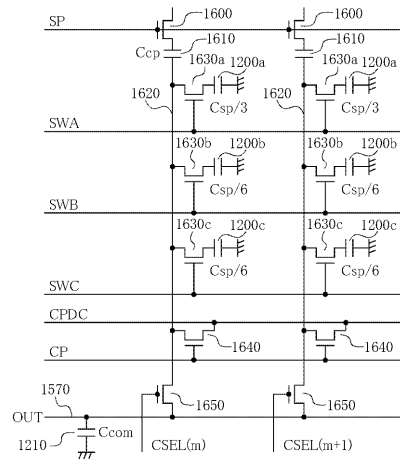 SP
1600
1600
1610
1610
Ccp
1630a
1200a
1630a
1200a
1620
1620
Csp/3
Csp/3
SWA
1630b
1200b
1630b
1200b
Csp/6
Csp/6
SWB
1630c
1200c
1630c
1200c
Csp/6
Csp/6
SWC
CPDC
1640
1640
CP
1570
1650
1650
OUT
1210
Ccom
CSEL(m)
CSEL(m+1)